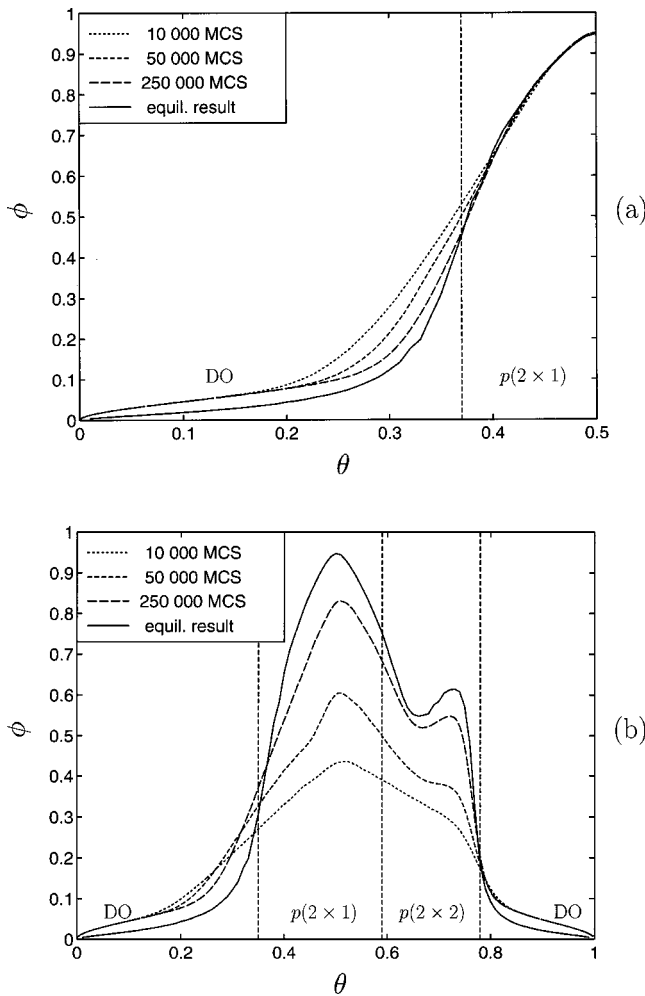 1
0.9
0.8
0.7
0.6
0.5
0.4
0.3
0.2
0.1
0
ϕ
10 000 MCS
50 000 MCS
250 000 MCS
equil. result
DO
p(2 × 1)
0 0.1 0.2 0.3 0.4 0.5
θ
(a)
1
0.9
0.8
0.7
0.6
0.5
0.4
0.3
0.2
0.1
0
ϕ
10 000 MCS
50 000 MCS
250 000 MCS
equil. result
DO
p(2 × 1)
p(2 × 2)
DO
0 0.2 0.4 0.6 0.8 1
θ
(b)